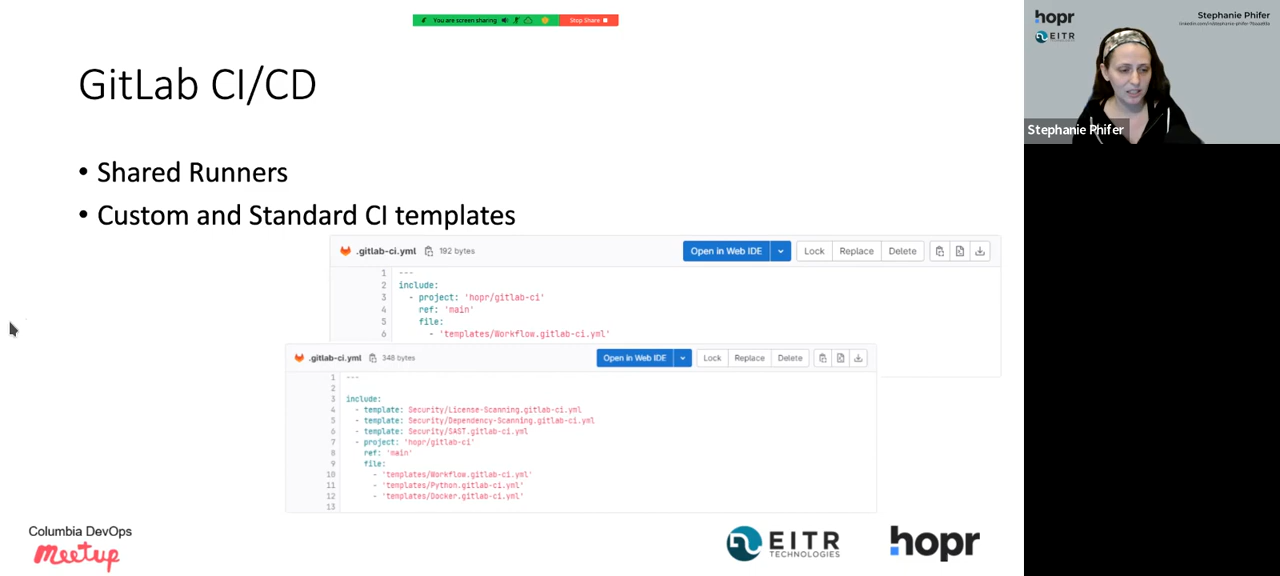 You are screen sharing
Stop Share
GitLab CI/CD
• Shared Runners
• Custom and Standard CI templates
.gitlab-ci.yml 192 bytes
Open in Web IDE
Lock
Replace
Delete
1 ---
2 include:
3 - project: 'hopr/gitlab-ci'
4 ref: 'main'
5 file:
6 - 'templates/Workflow.gitlab-ci.yml'
.gitlab-ci.yml 348 bytes
Open in Web IDE
Lock
Replace
Delete
1 ---
2
3 include:
4 - template: Security/License-Scanning.gitlab-ci.yml
5 - template: Security/Dependency-Scanning.gitlab-ci.yml
6 - template: Security/SAST.gitlab-ci.yml
7 - project: 'hopr/gitlab-ci'
8 ref: 'main'
9 file:
10 - 'templates/Workflow.gitlab-ci.yml'
11 - 'templates/Python.gitlab-ci.yml'
12 - 'templates/Docker.gitlab-ci.yml'
13
Columbia DevOps
Meetup
EITR
TECHNOLOGIES
hopr
hopr
EITR
Stephanie Phifer
Stephanie Phifer